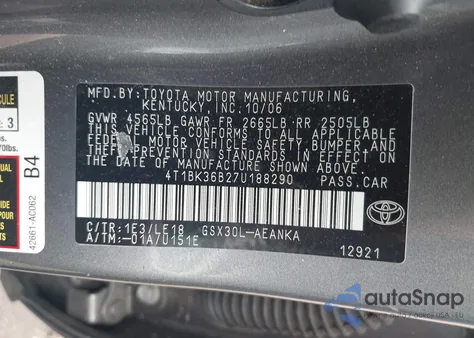 MFD.BY:TOYOTA MOTOR MANUFACTURING,
KENTUCKY, INC. 10/06
GVWR 4565LB GAWR FR 2665LB RR 2505LB
THIS VEHICLE CONFORMS TO ALL APPLICABLE
MOTOR VEHICLE SAFETY, BUMPER, AND
THEFT PREVENTION STANDARDS IN
EFFECT ON THE DATE OF MANUFACTURE
SHOWN ABOVE.
4T1BK36B27U188290 PASS.CAR
C/TR:1E3/LE18 GSX30L-AEANKA
A/TM:-01A/U151E
TOYOTA
12921
3
B4
42661-AC062
autoSnap